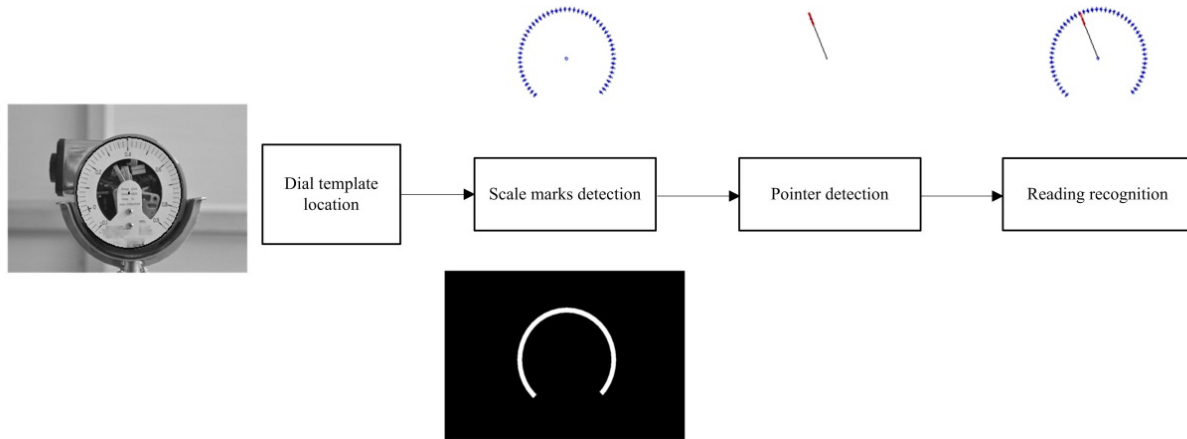 Dial template
location
Scale marks detection
Pointer detection
Reading recognition